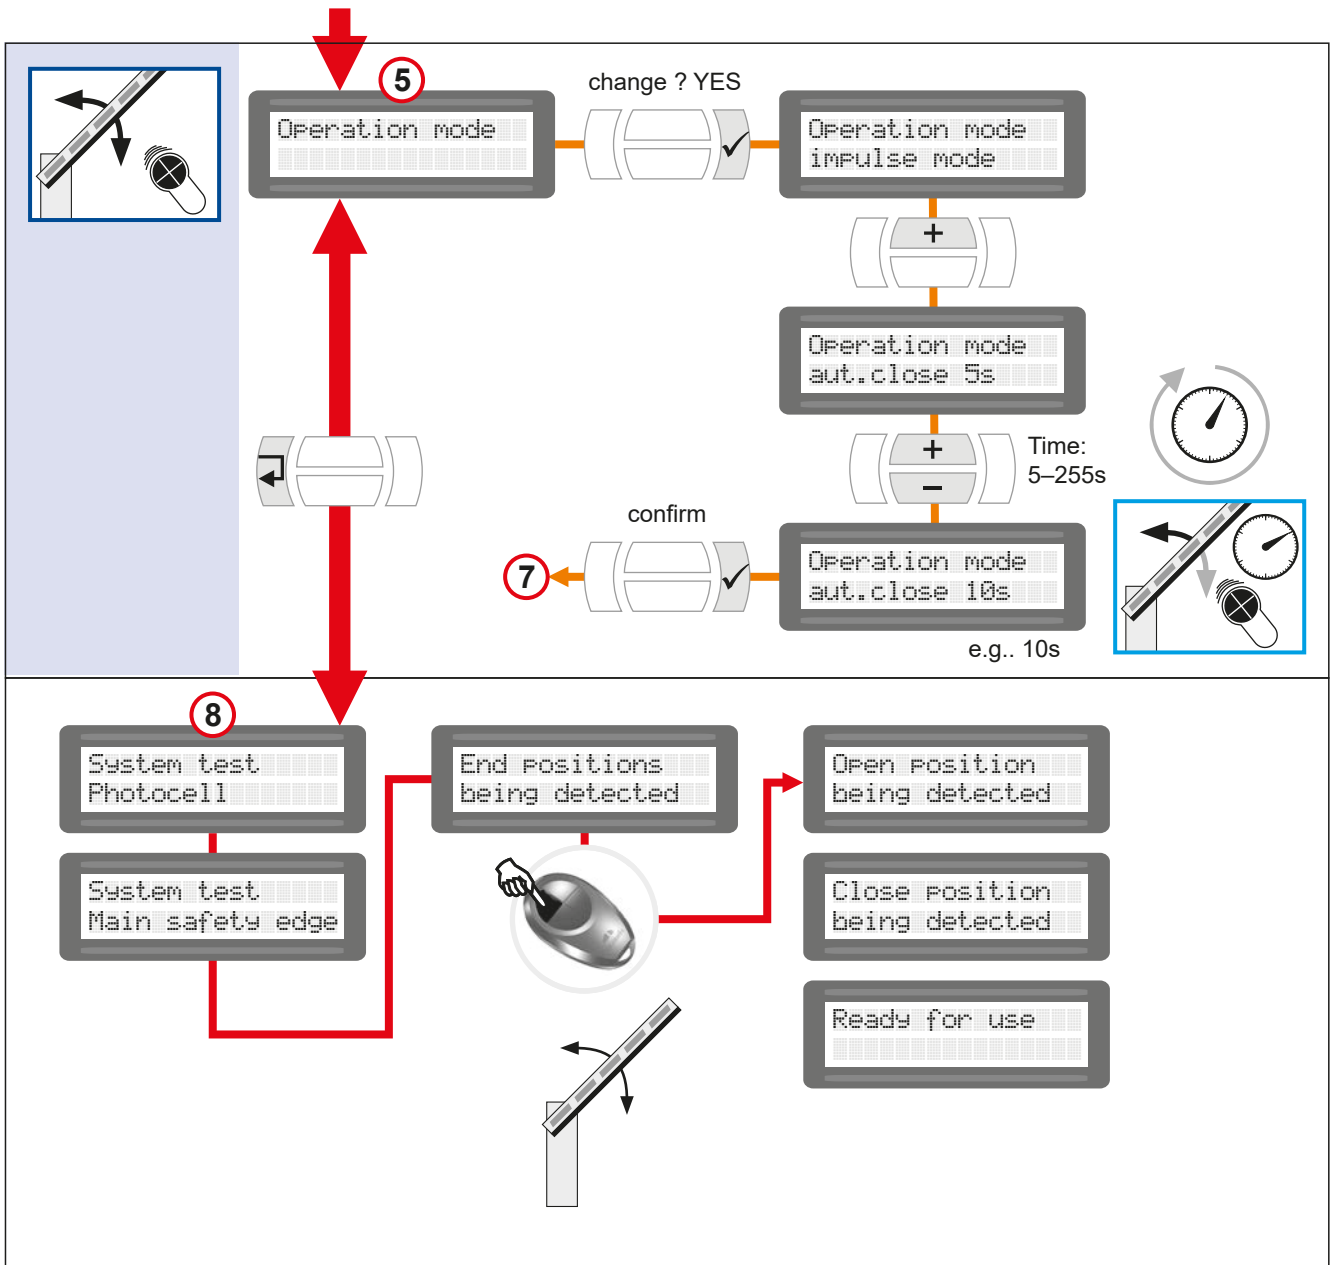 5
change ? YES
Operation mode
Operation mode
impulse mode
+
Operation mode
aut.close 5s
+
−
Time:
5–255s
confirm
7
Operation mode
aut.close 10s
e.g.. 10s
8
System test
Photocell
System test
Main safety edge
End positions
being detected
Open position
being detected
Close position
being detected
Ready for use